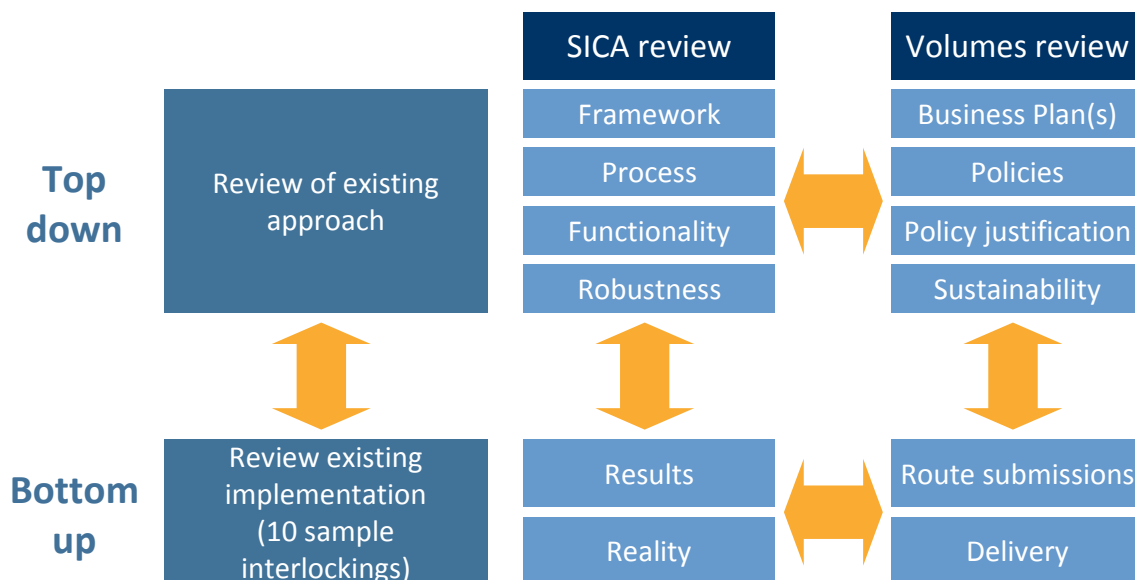 SICA review
Volumes review
Top
down
Review of existing
approach
Framework
Process
Functionality
Robustness
Business Plan(s)
Policies
Policy justification
Sustainability
Bottom
up
Review existing
implementation
(10 sample
interlockings)
Results
Reality
Route submissions
Delivery